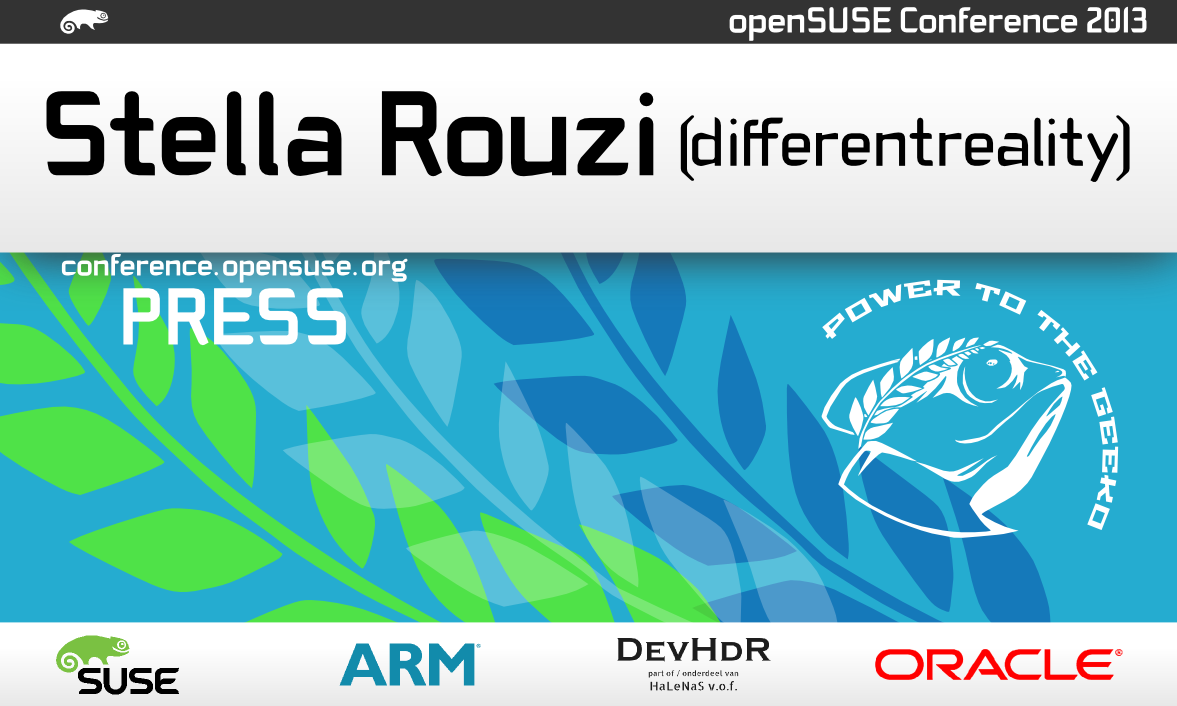 openSUSE Conference 2013
Stella Rouzi (differentreality)
conference.opensuse.org
PRESS
POWER TO THE GEEKO
SUSE
ARM®
DEVHDR
part of / onderdeel van
HaLeNaS v.o.f.
ORACLE®